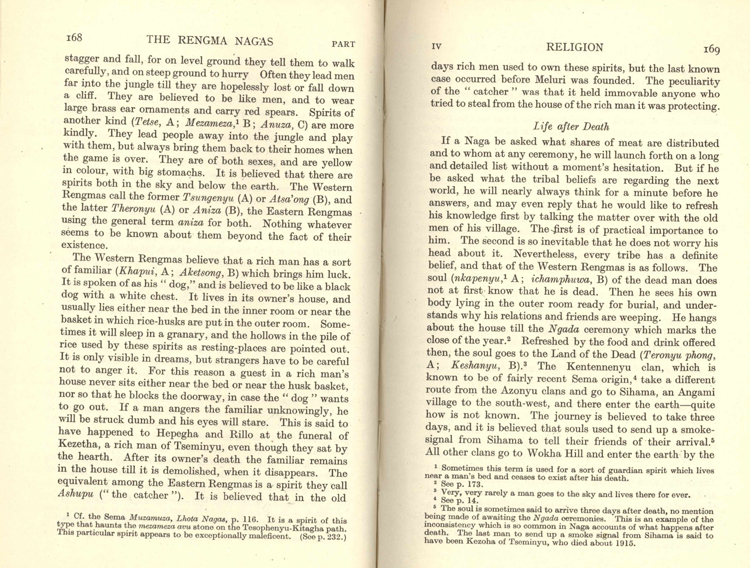 168 THE RENGMA NAGAS PART
stagger and fall, for on level ground they tell them to walk
carefully, and on steep ground to hurry Often they lead men
far into the jungle till they are hopelessly lost or fall down
a cliff. They are believed to be like men, and to wear
large brass ear ornaments and carry red spears. Spirits of
another kind (Tetse, A; Mezameza,¹ B; Anuza, C) are more
kindly. They lead people away into the jungle and play
with them, but always bring them back to their homes when
the game is over. They are of both sexes, and are yellow
in colour, with big stomachs. It is believed that there are
spirits both in the sky and below the earth. The Western
Rengmas call the former Tsungenyu (A) or Atsa'ong (B), and
the latter Theronyu (A) or Aniza (B), the Eastern Rengmas
using the general term aniza for both. Nothing whatever
seems to be known about them beyond the fact of their
existence.
The Western Rengmas believe that a rich man has a sort
of familiar (Khapui, A; Aketsong, B) which brings him luck.
It is spoken of as his " dog," and is believed to be like a black
dog with a white chest. It lives in its owner's house, and
usually lies either near the bed in the inner room or near the
basket in which rice-husks are put in the outer room. Some-
times it will sleep in a granary, and the hollows in the pile of
rice used by these spirits as resting-places are pointed out.
It is only visible in dreams, but strangers have to be careful
not to anger it. For this reason a guest in a rich man's
house never sits either near the bed or near the husk basket,
nor so that he blocks the doorway, in case the " dog " wants
to go out. If a man angers the familiar unknowingly, he
will be struck dumb and his eyes will stare. This is said to
have happened to Hepegha and Rillo at the funeral of
Kezetha, a rich man of Tseminyu, even though they sat by
the hearth. After its owner's death the familiar remains
in the house till it is demolished, when it disappears. The
equivalent among the Eastern Rengmas is a spirit they call
Ashupu (" the catcher "). It is believed that in the old
¹ Cf. the Sema Muzamuza, Lhota Nagas, p. 116. It is a spirit of this
type that haunts the mezameza awu stone on the Tesophenyu-Kitagha path.
This particular spirit appears to be exceptionally maleficent. (See p. 232.)
IV RELIGION 169
days rich men used to own these spirits, but the last known
case occurred before Meluri was founded. The peculiarity
of the " catcher " was that it held immovable anyone who
tried to steal from the house of the rich man it was protecting.
Life after Death
If a Naga be asked what shares of meat are distributed
and to whom at any ceremony, he will launch forth on a long
and detailed list without a moment's hesitation. But if he
be asked what the tribal beliefs are regarding the next
world, he will nearly always think for a minute before he
answers, and may even reply that he would like to refresh
his knowledge first by talking the matter over with the old
men of his village. The first is of practical importance to
him. The second is so inevitable that he does not worry his
head about it. Nevertheless, every tribe has a definite
belief, and that of the Western Rengmas is as follows. The
soul (nkapenyu,¹ A; ichamphuwa, B) of the dead man does
not at first know that he is dead. Then he sees his own
body lying in the outer room ready for burial, and under-
stands why his relations and friends are weeping. He hangs
about the house till the Ngada ceremony which marks the
close of the year.² Refreshed by the food and drink offered
then, the soul goes to the Land of the Dead (Teronyu phong,
A; Keshanyu, B).³ The Kentennenyu clan, which is
known to be of fairly recent Sema origin,⁴ take a different
route from the Azonyu clans and go to Sihama, an Angami
village to the south-west, and there enter the earth—quite
how is not known. The journey is believed to take three
days, and it is believed that souls used to send up a smoke-
signal from Sihama to tell their friends of their arrival.⁵
All other clans go to Wokha Hill and enter the earth by the
¹ Sometimes this term is used for a sort of guardian spirit which lives
near a man's bed and ceases to exist after his death.
² See p. 173.
³ Very, very rarely a man goes to the sky and lives there for ever.
⁴ See p. 14.
⁵ The soul is sometimes said to arrive three days after death, no mention
being made of awaiting the Ngada ceremonies. This is an example of the
inconsistency which is so common in Naga accounts of what happens after
death. The last man to send up a smoke signal from Sihama is said to
have been Kezoha of Tseminyu, who died about 1915.